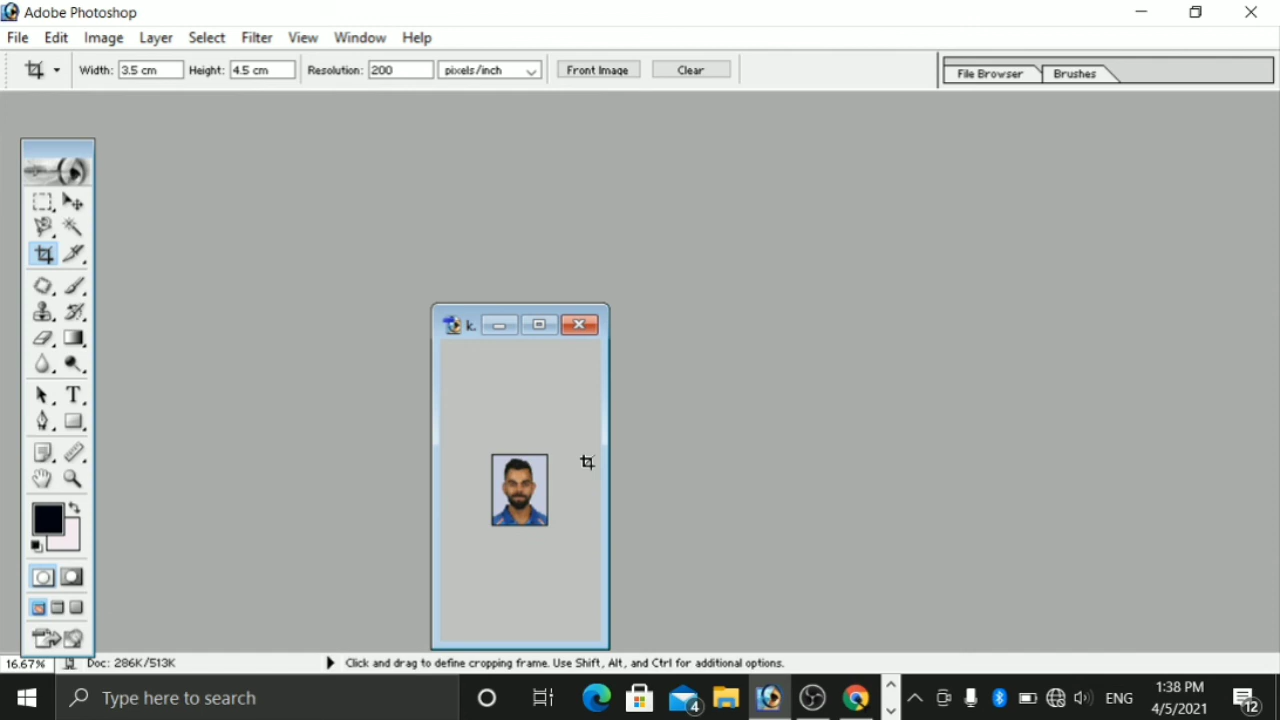 Adobe Photoshop
File Edit Image Layer Select Filter View Window Help
Width: 3.5 cm Height: 4.5 cm Resolution: 200 pixels/inch Front Image Clear File Browser Brushes
k.
T
16.67% Doc: 286K/513K Click and drag to define cropping frame. Use Shift, Alt, and Ctrl for additional options.
Type here to search 4 ENG 1:38 PM 12
4/5/2021